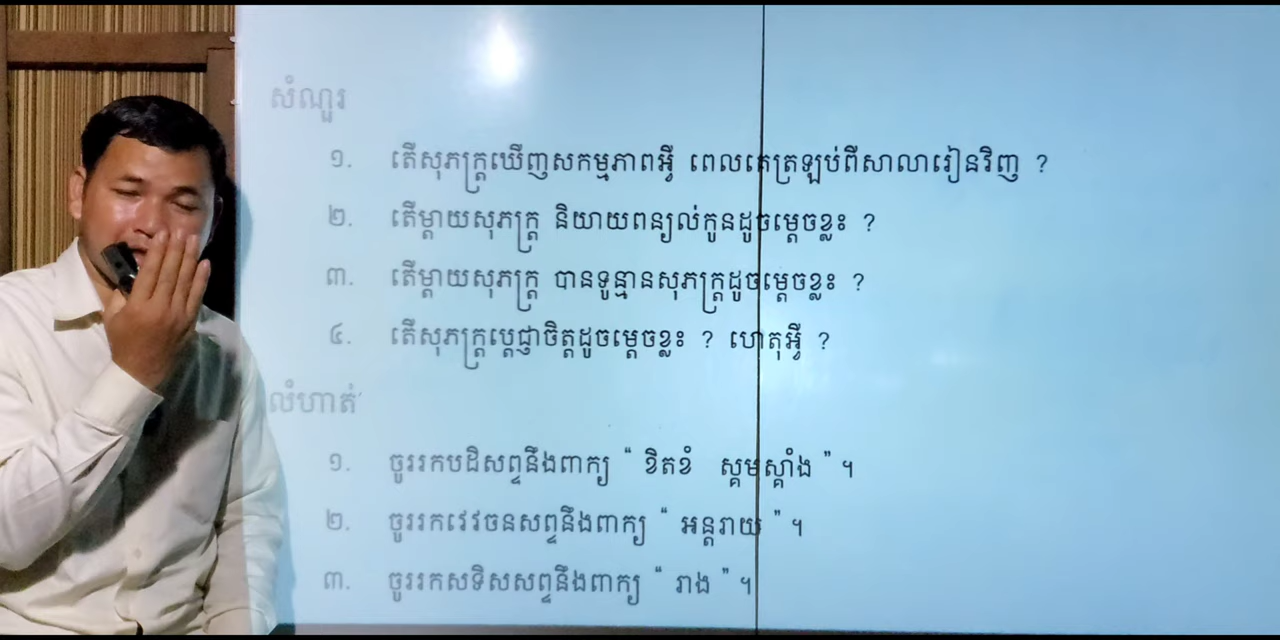 សំណួរ
១. តើសុភក្ត្រឃើញសកម្មភាពអ្វី ពេលគេត្រឡប់ពីសាលារៀនវិញ ?
២. តើម្ដាយសុភក្ត្រ និយាយពន្យល់កូនដូចម្ដេចខ្លះ ?
៣. តើម្ដាយសុភក្ត្រ បានទូន្មានសុភក្ត្រដូចម្ដេចខ្លះ ?
៤. តើសុភក្ត្រប្ដេជ្ញាចិត្តដូចម្ដេចខ្លះ ? ហេតុអ្វី ?
លំហាត់
១. ចូររកបដិសព្ទនឹងពាក្យ “ ខិតខំ ស្គមស្គាំង ” ។
២. ចូររកវេវចនសព្ទនឹងពាក្យ “ អន្តរាយ ” ។
៣. ចូររកសទិសសព្ទនឹងពាក្យ “ រាង ” ។